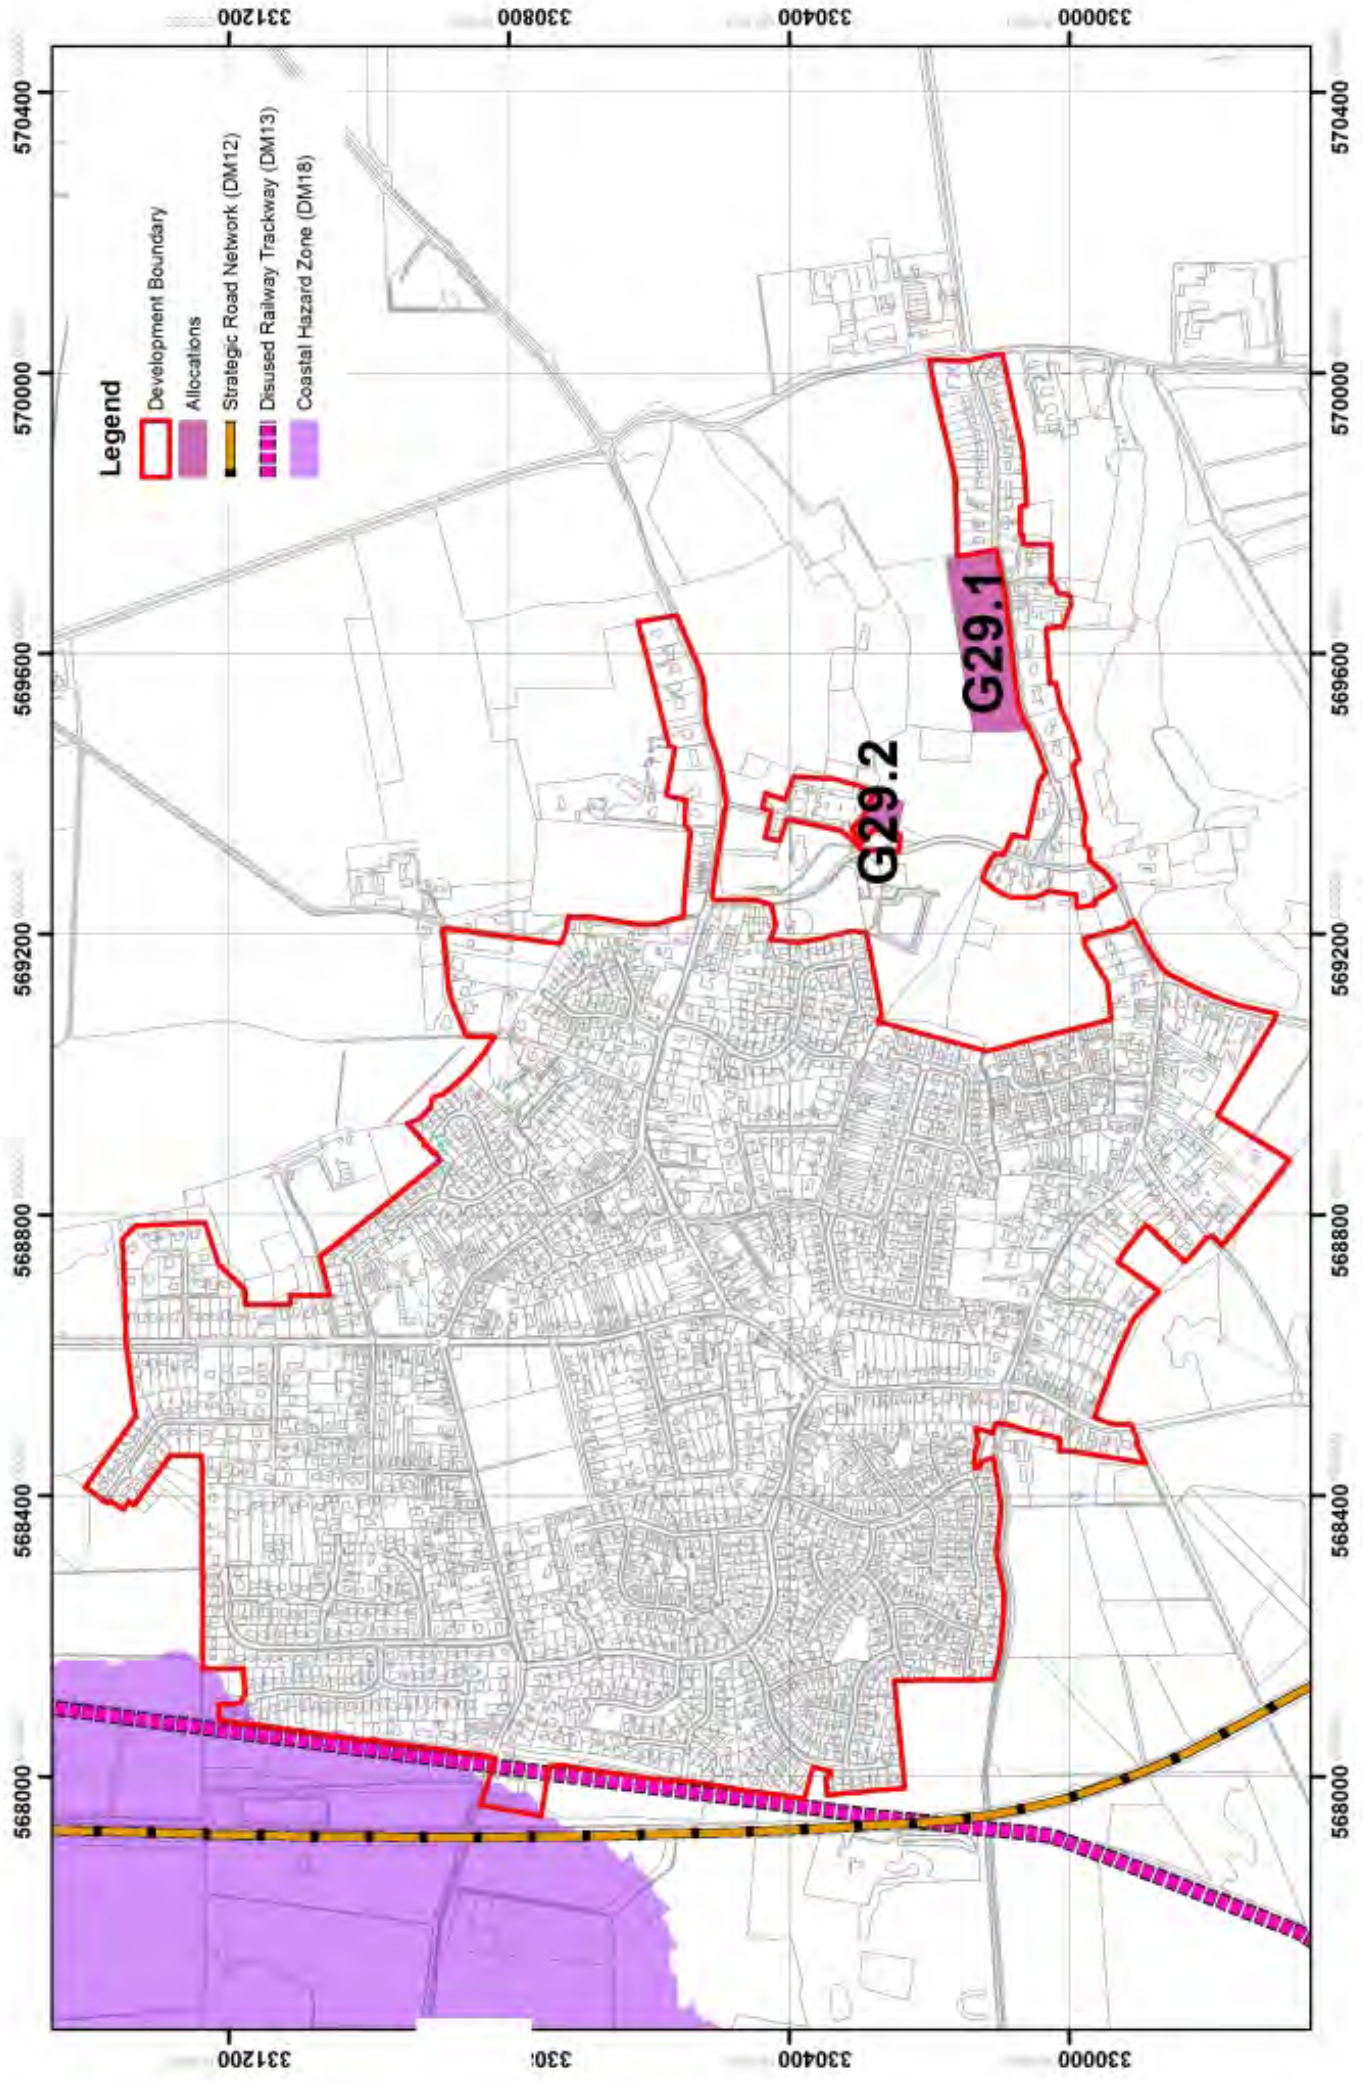 331200
330800
330400
330000
570400
570400
Legend
Development Boundary
Allocations
Strategic Road Network (DM12)
Disused Railway Trackway (DM13)
Coastal Hazard Zone (DM18)
570000
570000
569600
569600
G29.1
G29.2
569200
569200
568800
568800
568400
568400
568000
568000
331200
330400
330000